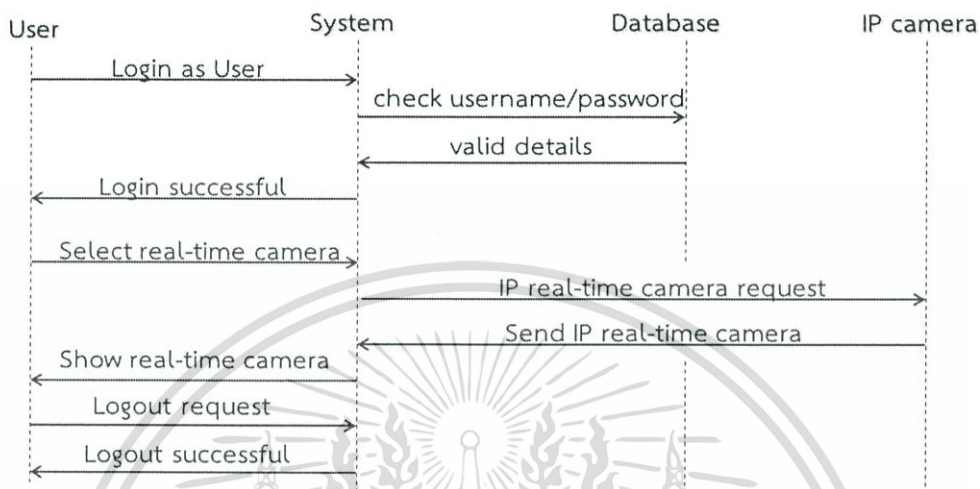 User
System
Database
IP camera
Login as User
check username/password
valid details
Login successful
Select real-time camera
IP real-time camera request
Send IP real-time camera
Show real-time camera
Logout request
Logout successful